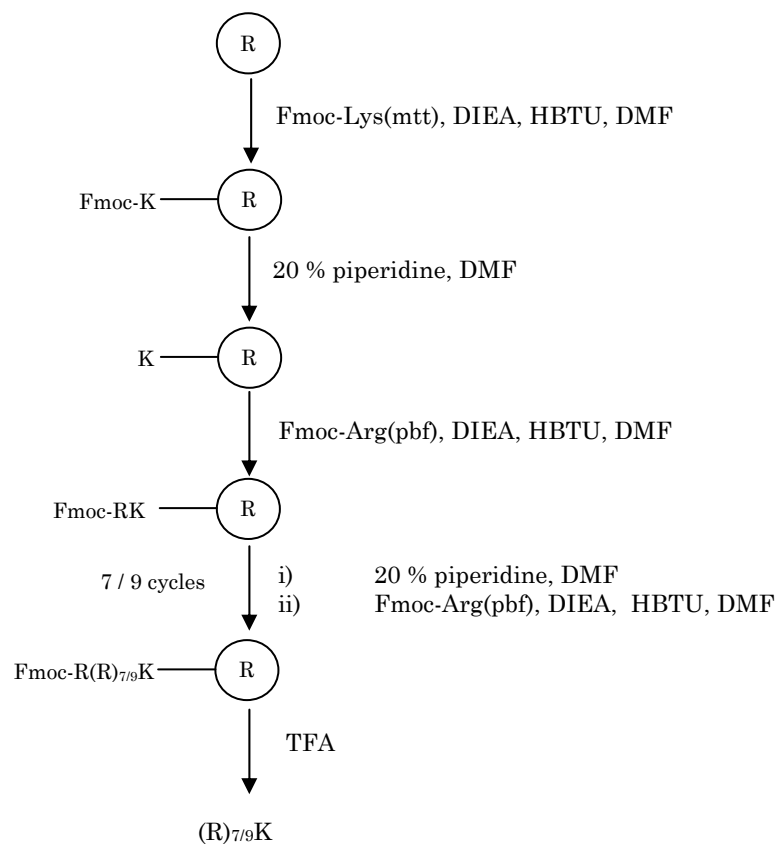 R
Fmoc-Lys(mtt), DIEA, HBTU, DMF
Fmoc-K R
20 % piperidine, DMF
K R
Fmoc-Arg(pbf), DIEA, HBTU, DMF
Fmoc-RK R
7 / 9 cycles i) 20 % piperidine, DMF
ii) Fmoc-Arg(pbf), DIEA, HBTU, DMF
Fmoc-R(R)7/9K R
TFA
(R)7/9K